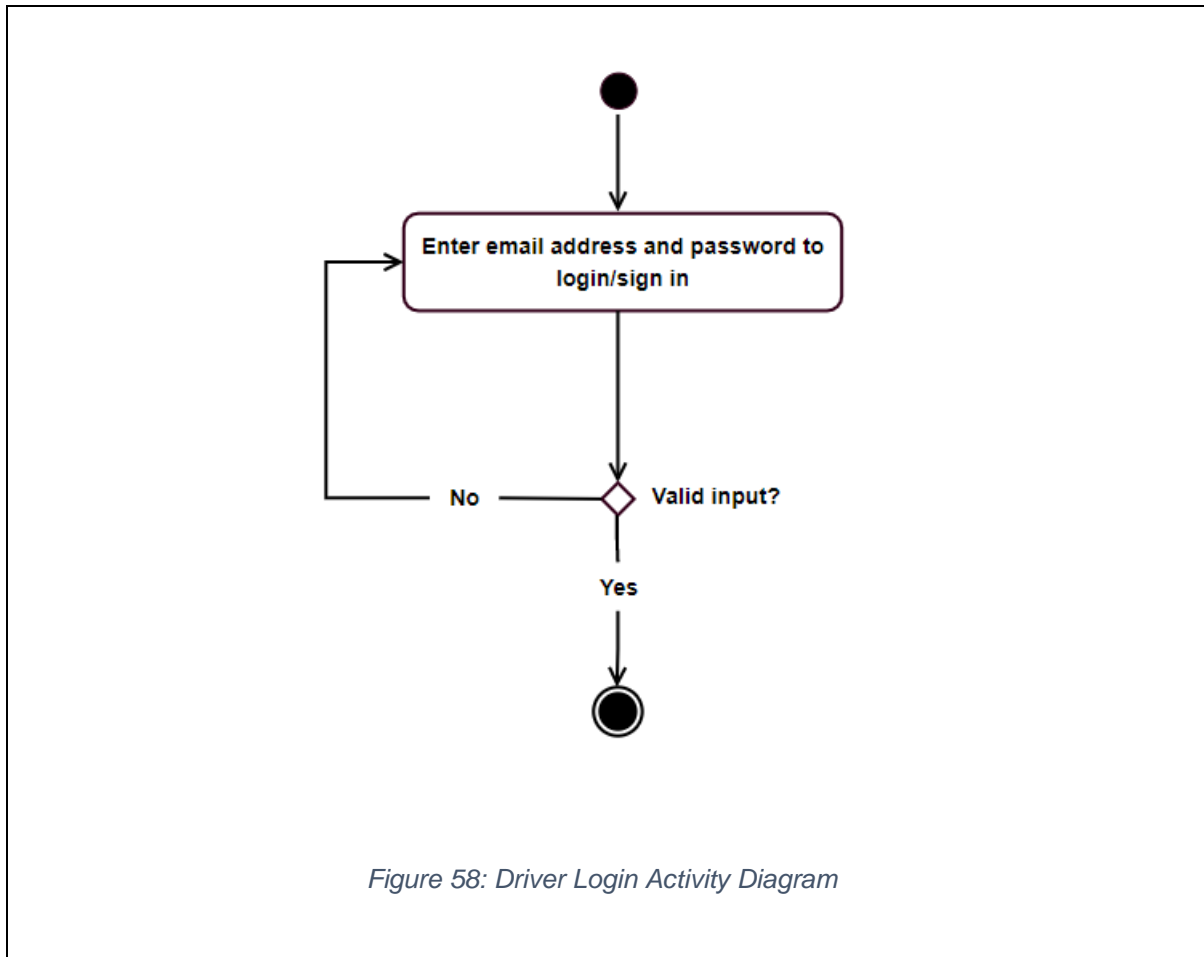 Enter email address and password to
login/sign in
No
Valid input?
Yes
Figure 58: Driver Login Activity Diagram